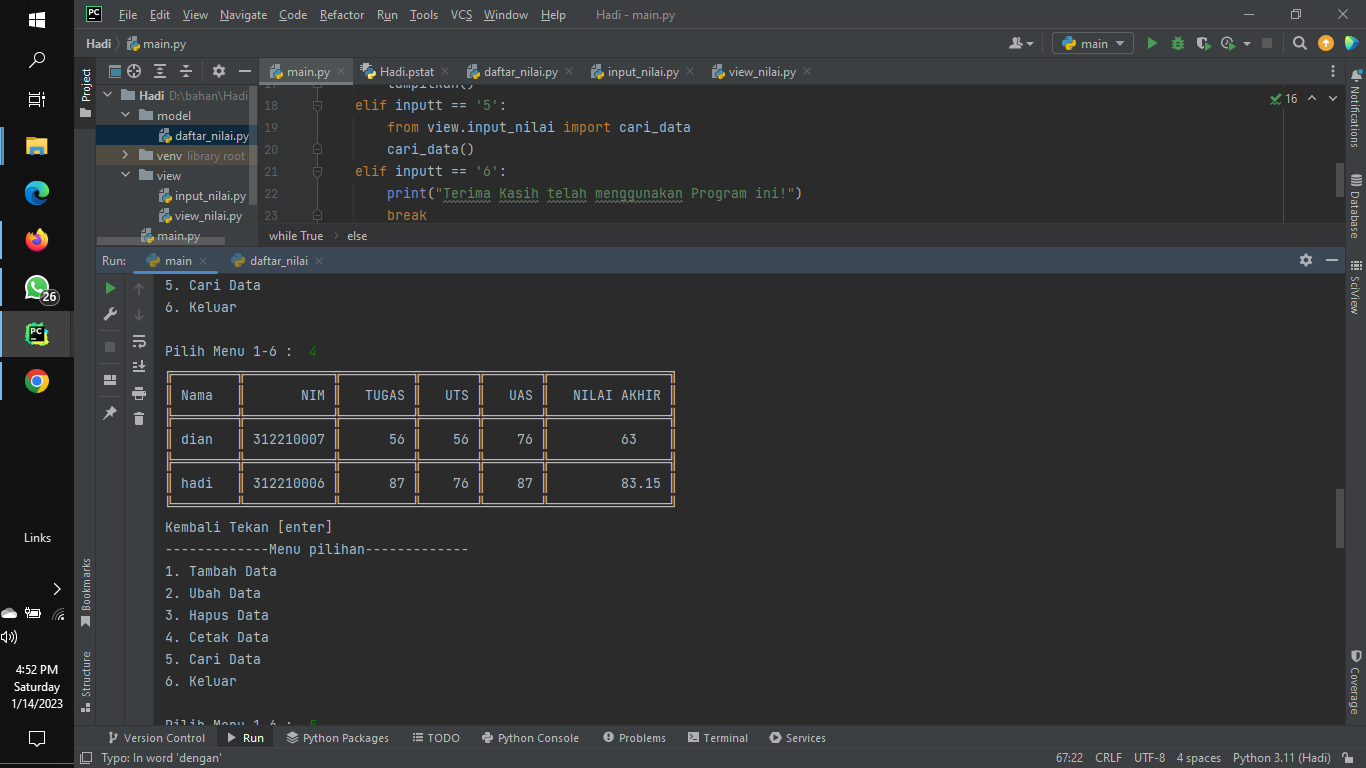 File Edit View Navigate Code Refactor Run Tools VCS Window Help Hadi - main.py
Hadi main.py
main
Project
main.py Hadi.pstat daftar_nilai.py input_nilai.py view_nilai.py
Hadi D:\bahan\Hadi
model
daftar_nilai.py
venv library root
view
input_nilai.py
view_nilai.py
main.py
17 tampilkan()
18 elif inputt == '5':
19 from view.input_nilai import cari_data
20 cari_data()
21 elif inputt == '6':
22 print("Terima Kasih telah menggunakan Program ini!")
23 break
16
while True › else
Notifications
Database
SciView
Coverage
Run: main daftar_nilai
5. Cari Data
6. Keluar
Pilih Menu 1-6 : 4
Nama NIM TUGAS UTS UAS NILAI AKHIR
dian 312210007 56 56 76 63
hadi 312210006 87 76 87 83.15
Kembali Tekan [enter]
-------------Menu pilihan-------------
1. Tambah Data
2. Ubah Data
3. Hapus Data
4. Cetak Data
5. Cari Data
6. Keluar
Pilih Menu 1-6 : 5
Bookmarks
Structure
Version Control Run Python Packages TODO Python Console Problems Terminal Services
Typo: In word 'dengan' 67:22 CRLF UTF-8 4 spaces Python 3.11 (Hadi)
PC
26
PC
Links
4:52 PM
Saturday
1/14/2023